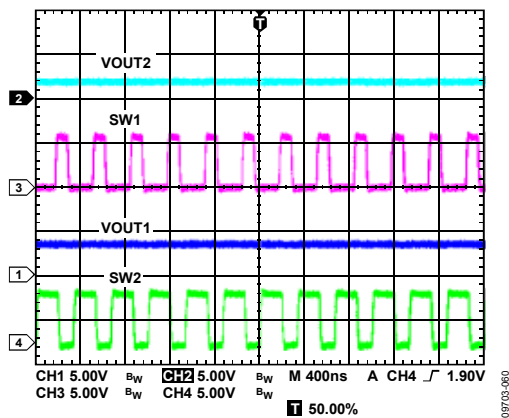 T
VOUT2
2
SW1
3
VOUT1
1
SW2
4
CH1 5.00V BW CH2 5.00V BW M 400ns A CH4 1.90V
CH3 5.00V BW CH4 5.00V BW
T 50.00%
09703-060